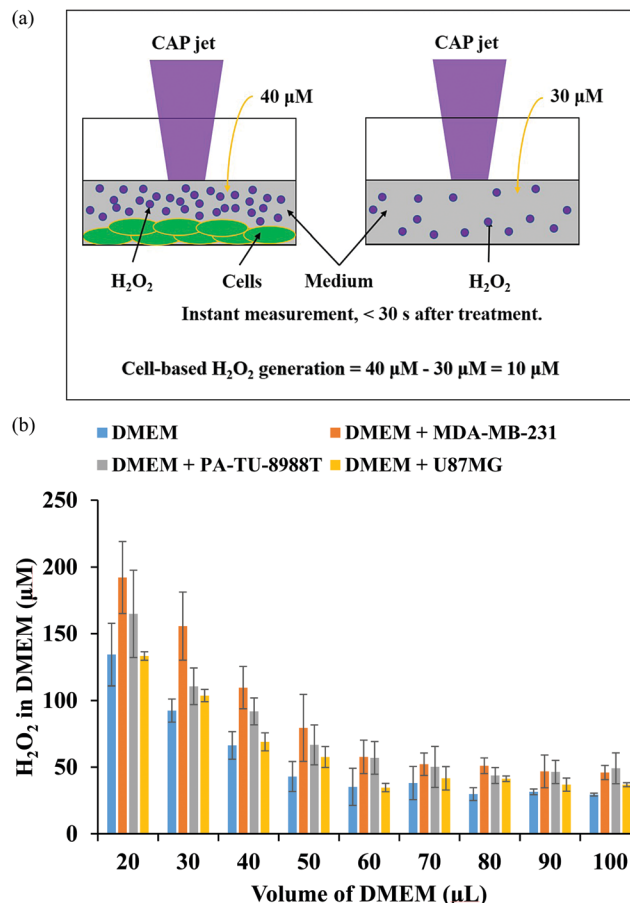 (a)
CAP jet
CAP jet
40 μM
30 μM
H₂O₂
Cells
Medium
H₂O₂
Instant measurement, < 30 s after treatment.
Cell-based H₂O₂ generation = 40 μM - 30 μM = 10 μM
(b)
DMEM
DMEM + MDA-MB-231
DMEM + PA-TU-8988T
DMEM + U87MG
H₂O₂ in DMEM (μM)
250
200
150
100
50
0
20 30 40 50 60 70 80 90 100
Volume of DMEM (μL)